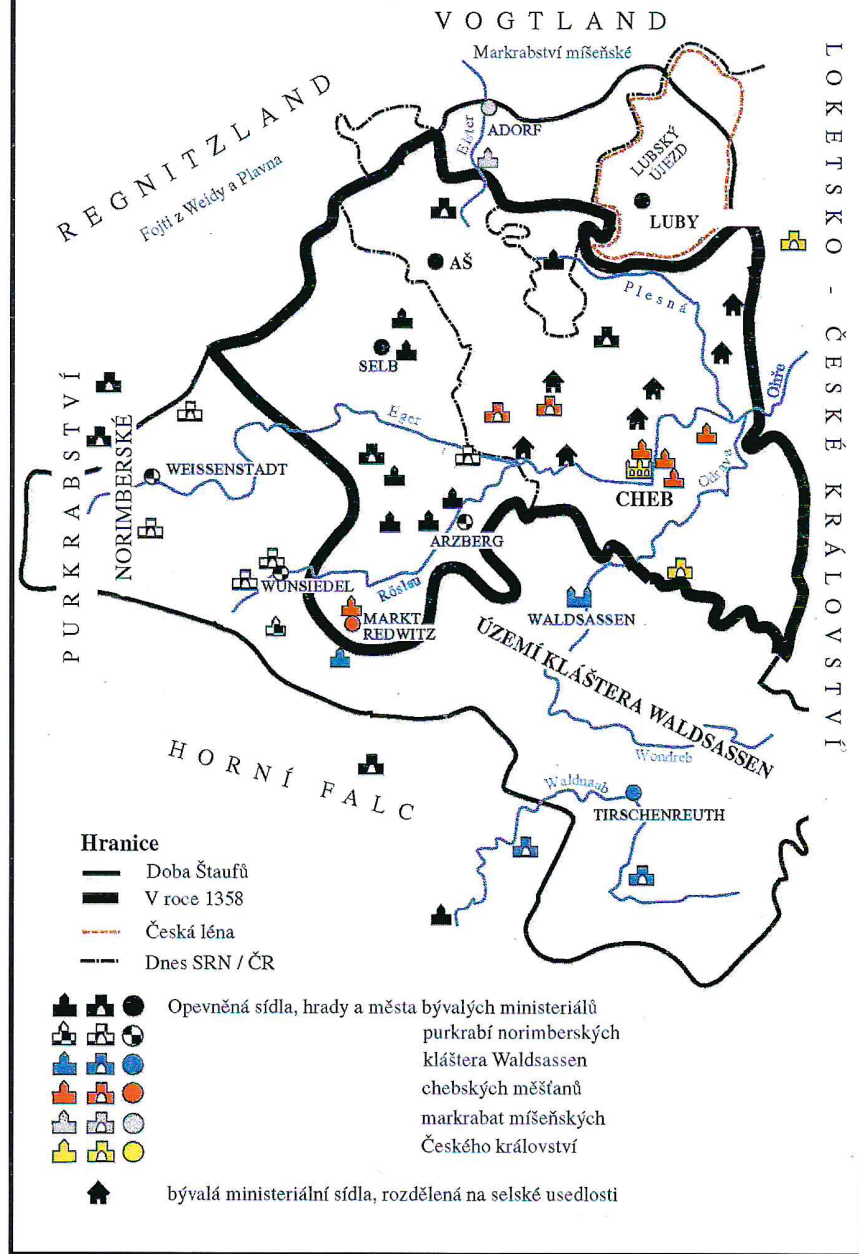 VOGTLAND
Markrabství míšeňské
REGNITZLAND
Fojti z Weidy a Plavna
LOKETSKO - ČESKÉ KRÁLOVSTVÍ
ADORF
Elster
LUBSKÝ
ÚJEZD
LUBY
AŠ
Plesná
SELB
Ohře
PURKRABSTVÍ
NORIMBERSKÉ
Eger
WEISSENSTADT
Odrava
CHEB
ARZBERG
WUNSIEDEL
Röslau
MARKT
REDWITZ
WALDSASSEN
ÚZEMÍ KLÁŠTERA WALDSASSEN
Wondreb
HORNÍ FALC
Waldnaab
TIRSCHENREUTH
Hranice
Doba Štaufů
V roce 1358
Česká léna
Dnes SRN / ČR
Opevněná sídla, hrady a města bývalých ministeriálů
purkrabí norimberských
kláštera Waldsassen
chebských měšťanů
markrabat míšeňských
Českého království
bývalá ministeriální sídla, rozdělená na selské usedlosti